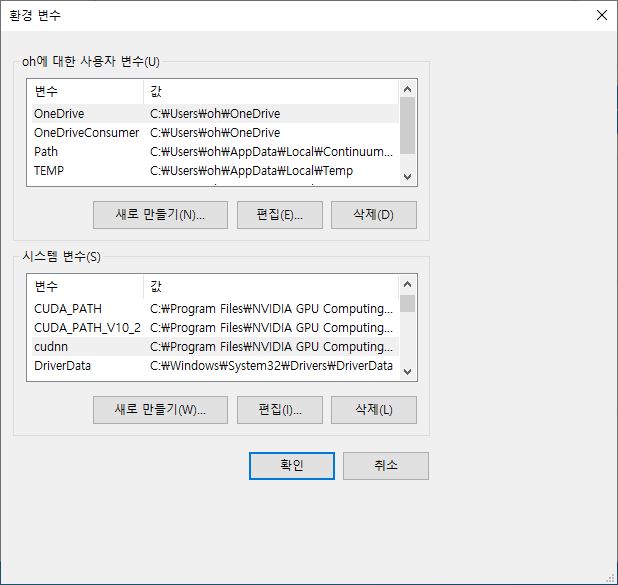 환경 변수
oh에 대한 사용자 변수(U)
변수 값
OneDrive C:₩Users₩oh₩OneDrive
OneDriveConsumer C:₩Users₩oh₩OneDrive
Path C:₩Users₩oh₩AppData₩Local₩Continuum...
TEMP C:₩Users₩oh₩AppData₩Local₩Temp
새로 만들기(N)... 편집(E)... 삭제(D)
시스템 변수(S)
변수 값
CUDA_PATH C:₩Program Files₩NVIDIA GPU Computing...
CUDA_PATH_V10_2 C:₩Program Files₩NVIDIA GPU Computing...
cudnn C:₩Program Files₩NVIDIA GPU Computing...
DriverData C:₩Windows₩System32₩Drivers₩DriverData
새로 만들기(W)... 편집(I)... 삭제(L)
확인 취소